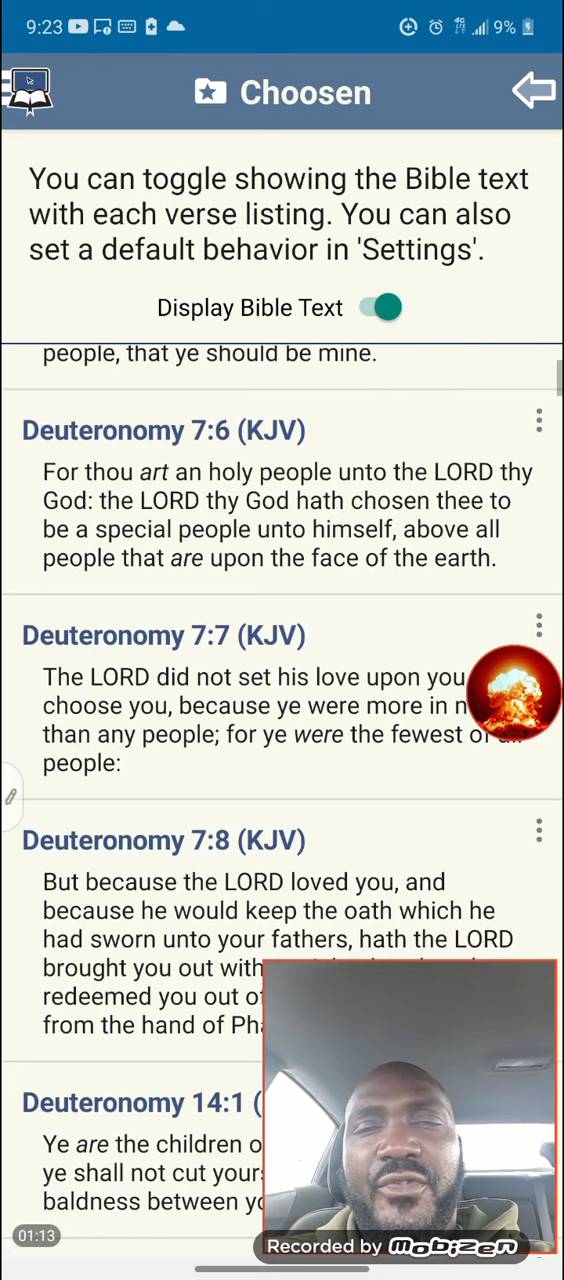 9:23
4G
LTE
9%
Choosen
You can toggle showing the Bible text
with each verse listing. You can also
set a default behavior in 'Settings'.
Display Bible Text
people, that ye should be mine.
Deuteronomy 7:6 (KJV)
For thou art an holy people unto the LORD thy
God: the LORD thy God hath chosen thee to
be a special people unto himself, above all
people that are upon the face of the earth.
Deuteronomy 7:7 (KJV)
The LORD did not set his love upon you
choose you, because ye were more in
than any people; for ye were the fewest of
people:
Deuteronomy 7:8 (KJV)
But because the LORD loved you, and
because he would keep the oath which he
had sworn unto your fathers, hath the LORD
brought you out with
redeemed you out of
from the hand of
Deuteronomy 14:1
Ye are the children
ye shall not cut
baldness between
01:13
Recorded by Mobizen